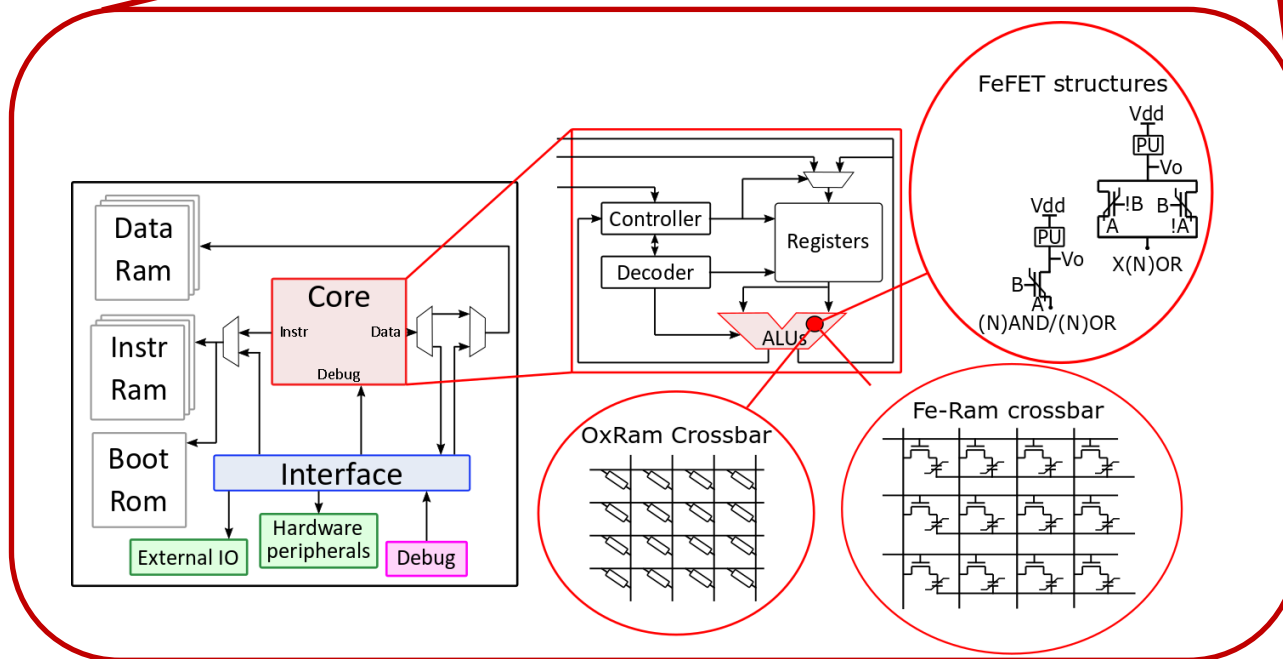 Data
Ram
Instr
Ram
Boot
Rom
Core
Instr
Data
Debug
Interface
External IO
Hardware
peripherals
Debug
Controller
Decoder
Registers
ALUs
FeFET structures
Vdd
PU
Vo
!B
B
A
!A
X(N)OR
Vdd
PU
Vo
B
A
(N)AND/(N)OR
OxRam Crossbar
Fe-Ram crossbar